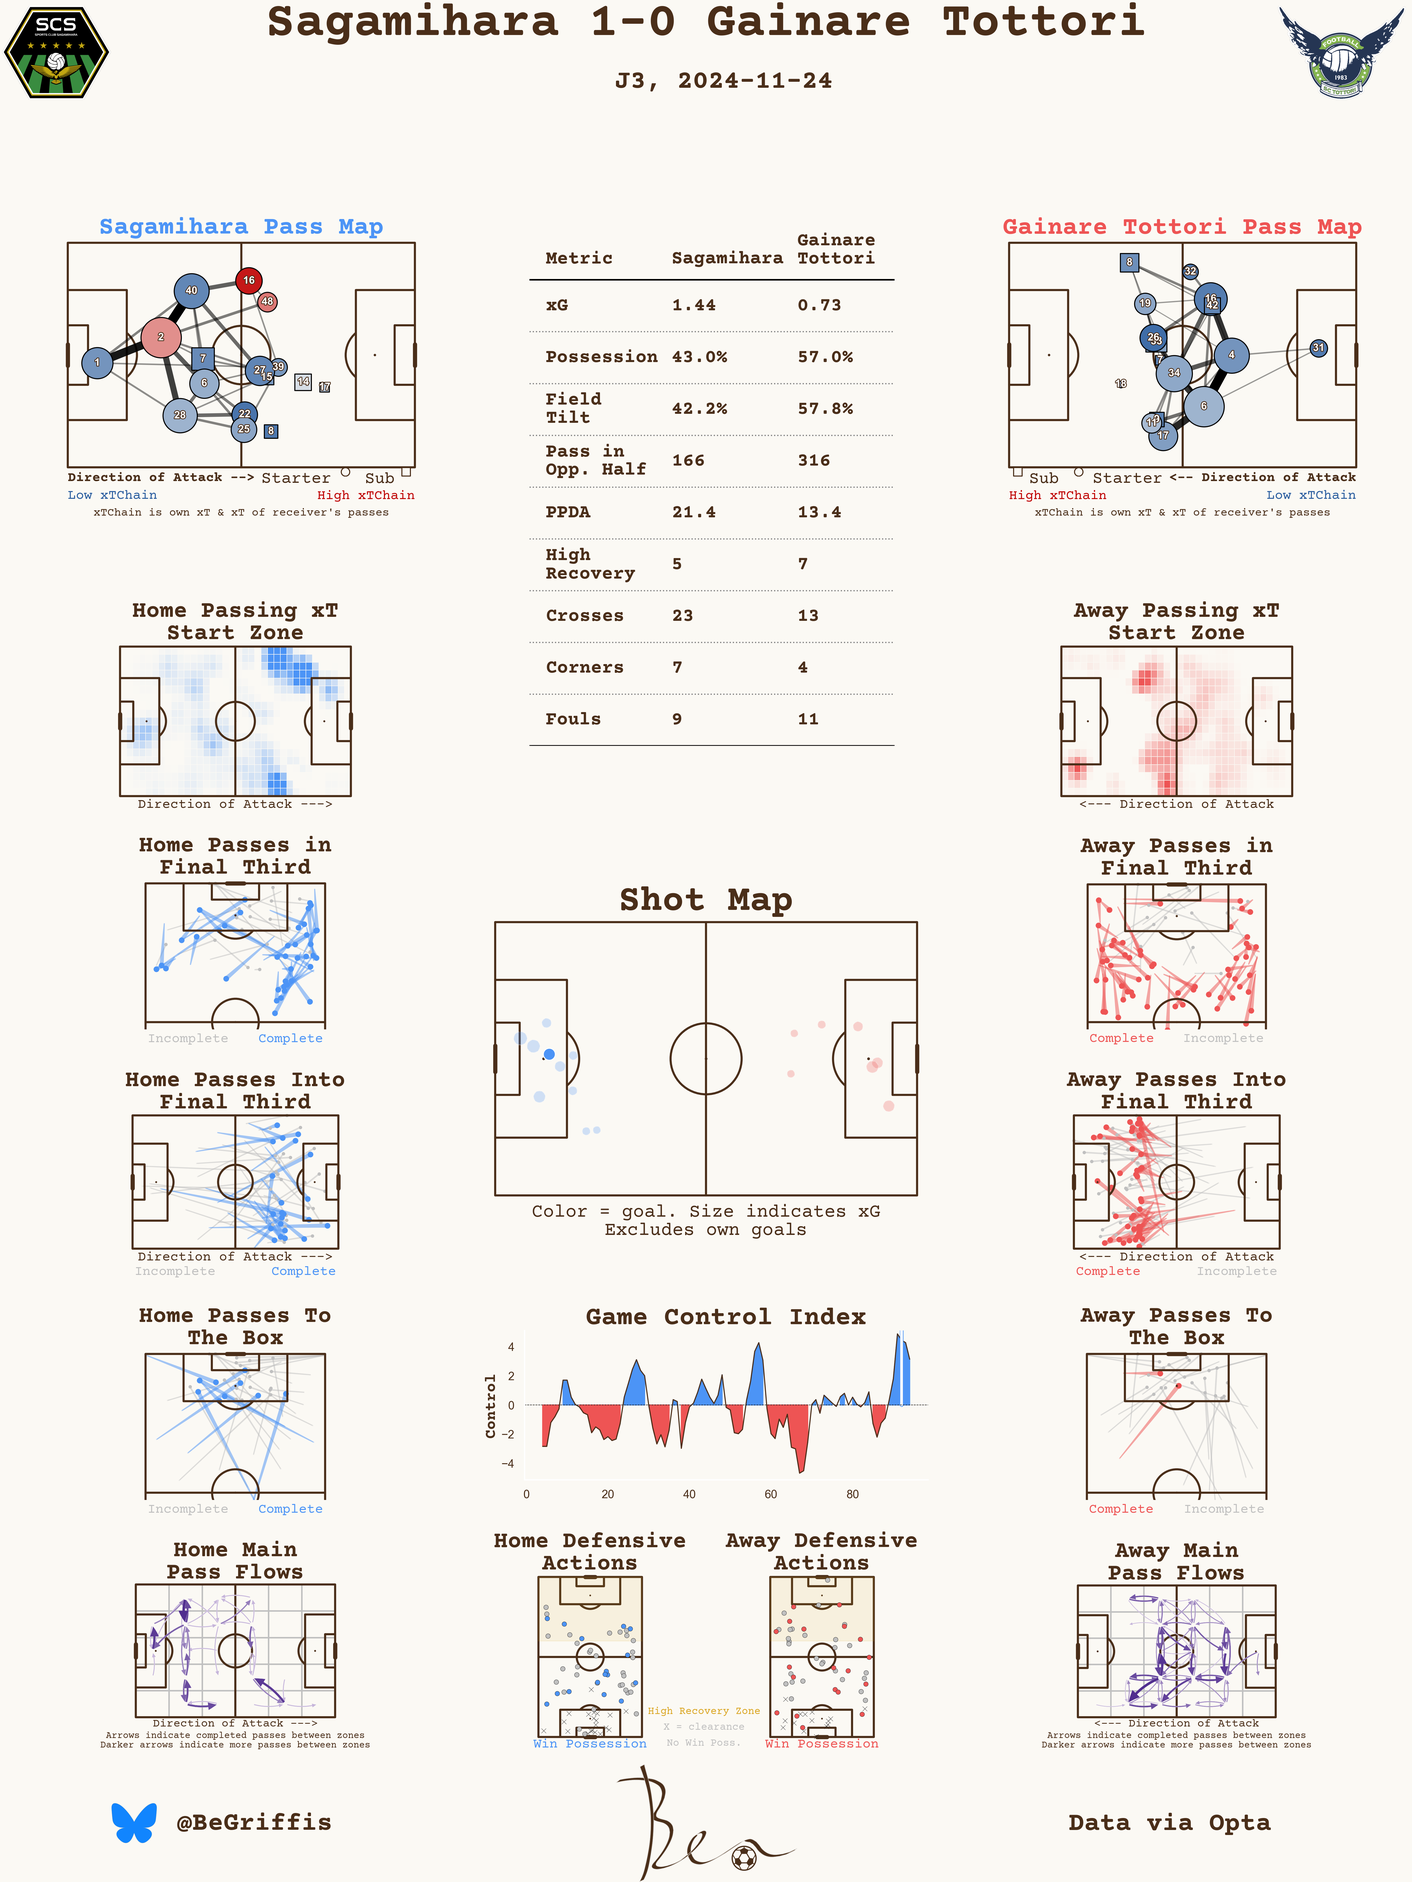 Sagamihara 1-0 Gainare Tottori
J3, 2024-11-24
SCS
SPORTS CLUB SAGAMIHARA
FOOTBALL
1983
S.C. TOTTORI
Sagamihara Pass Map
40
16
48
2
1
7
6
27
39
15
14
17
28
22
25
8
Direction of Attack --> Starter Sub
Low xTChain High xTChain
xTChain is own xT & xT of receiver's passes
Metric Sagamihara Gainare Tottori
xG 1.44 0.73
Possession 43.0% 57.0%
Field Tilt 42.2% 57.8%
Pass in Opp. Half 166 316
PPDA 21.4 13.4
High Recovery 5 7
Crosses 23 13
Corners 7 4
Fouls 9 11
Gainare Tottori Pass Map
8
32
19
16
42
26
4
31
34
18
6
11
17
Sub Starter <-- Direction of Attack
High xTChain Low xTChain
xTChain is own xT & xT of receiver's passes
Home Passing xT
Start Zone
Direction of Attack --->
Away Passing xT
Start Zone
<--- Direction of Attack
Home Passes in
Final Third
Incomplete Complete
Away Passes in
Final Third
Complete Incomplete
Shot Map
Color = goal. Size indicates xG
Excludes own goals
Home Passes Into
Final Third
Direction of Attack --->
Incomplete Complete
Away Passes Into
Final Third
<--- Direction of Attack
Complete Incomplete
Home Passes To
The Box
Incomplete Complete
Game Control Index
Control
4
2
0
−2
−4
0 20 40 60 80
Away Passes To
The Box
Complete Incomplete
Home Main
Pass Flows
Direction of Attack --->
Arrows indicate completed passes between zones
Darker arrows indicate more passes between zones
Home Defensive
Actions
Win Possession
High Recovery Zone
X = clearance
No Win Poss.
Away Defensive
Actions
Win Possession
Away Main
Pass Flows
<--- Direction of Attack
Arrows indicate completed passes between zones
Darker arrows indicate more passes between zones
@BeGriffis
Ben
Data via Opta